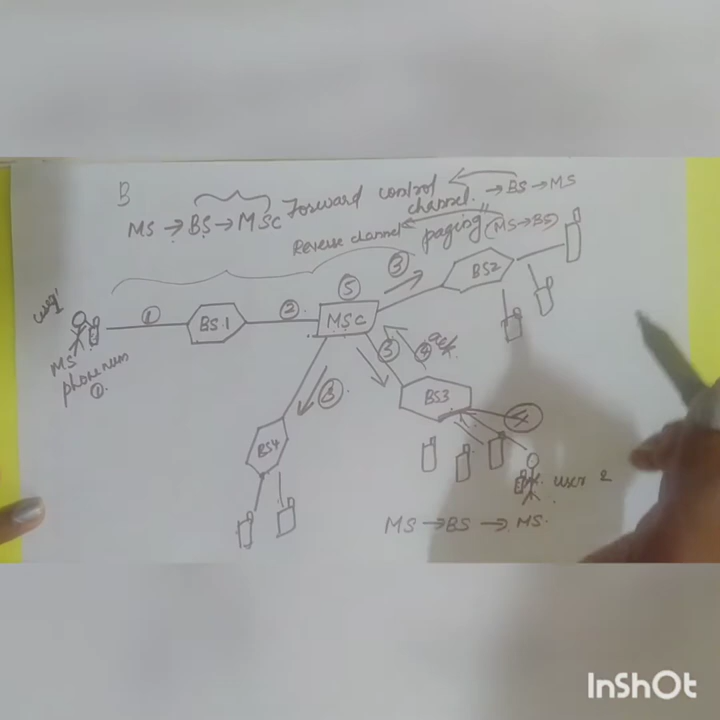 B
MS → BS → MSC Forward control channel. → BS → MS
Reverse channel paging (MS → BS)
user 1
MS
phone num
①
①
BS.1
②
⑤
MSC
③
BS2
③
④ ack
BS3
③
BS4
④
user 2
MS → BS → MS.
InShOt